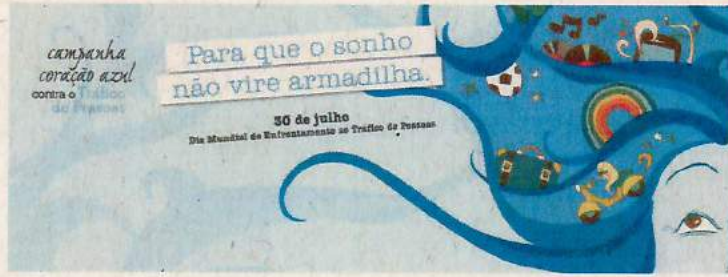 campanha
coração azul
contra o Tráfico
de Pessoas
Para que o sonho
não vire armadilha.
30 de julho
Dia Mundial de Enfrentamento ao Tráfico de Pessoas